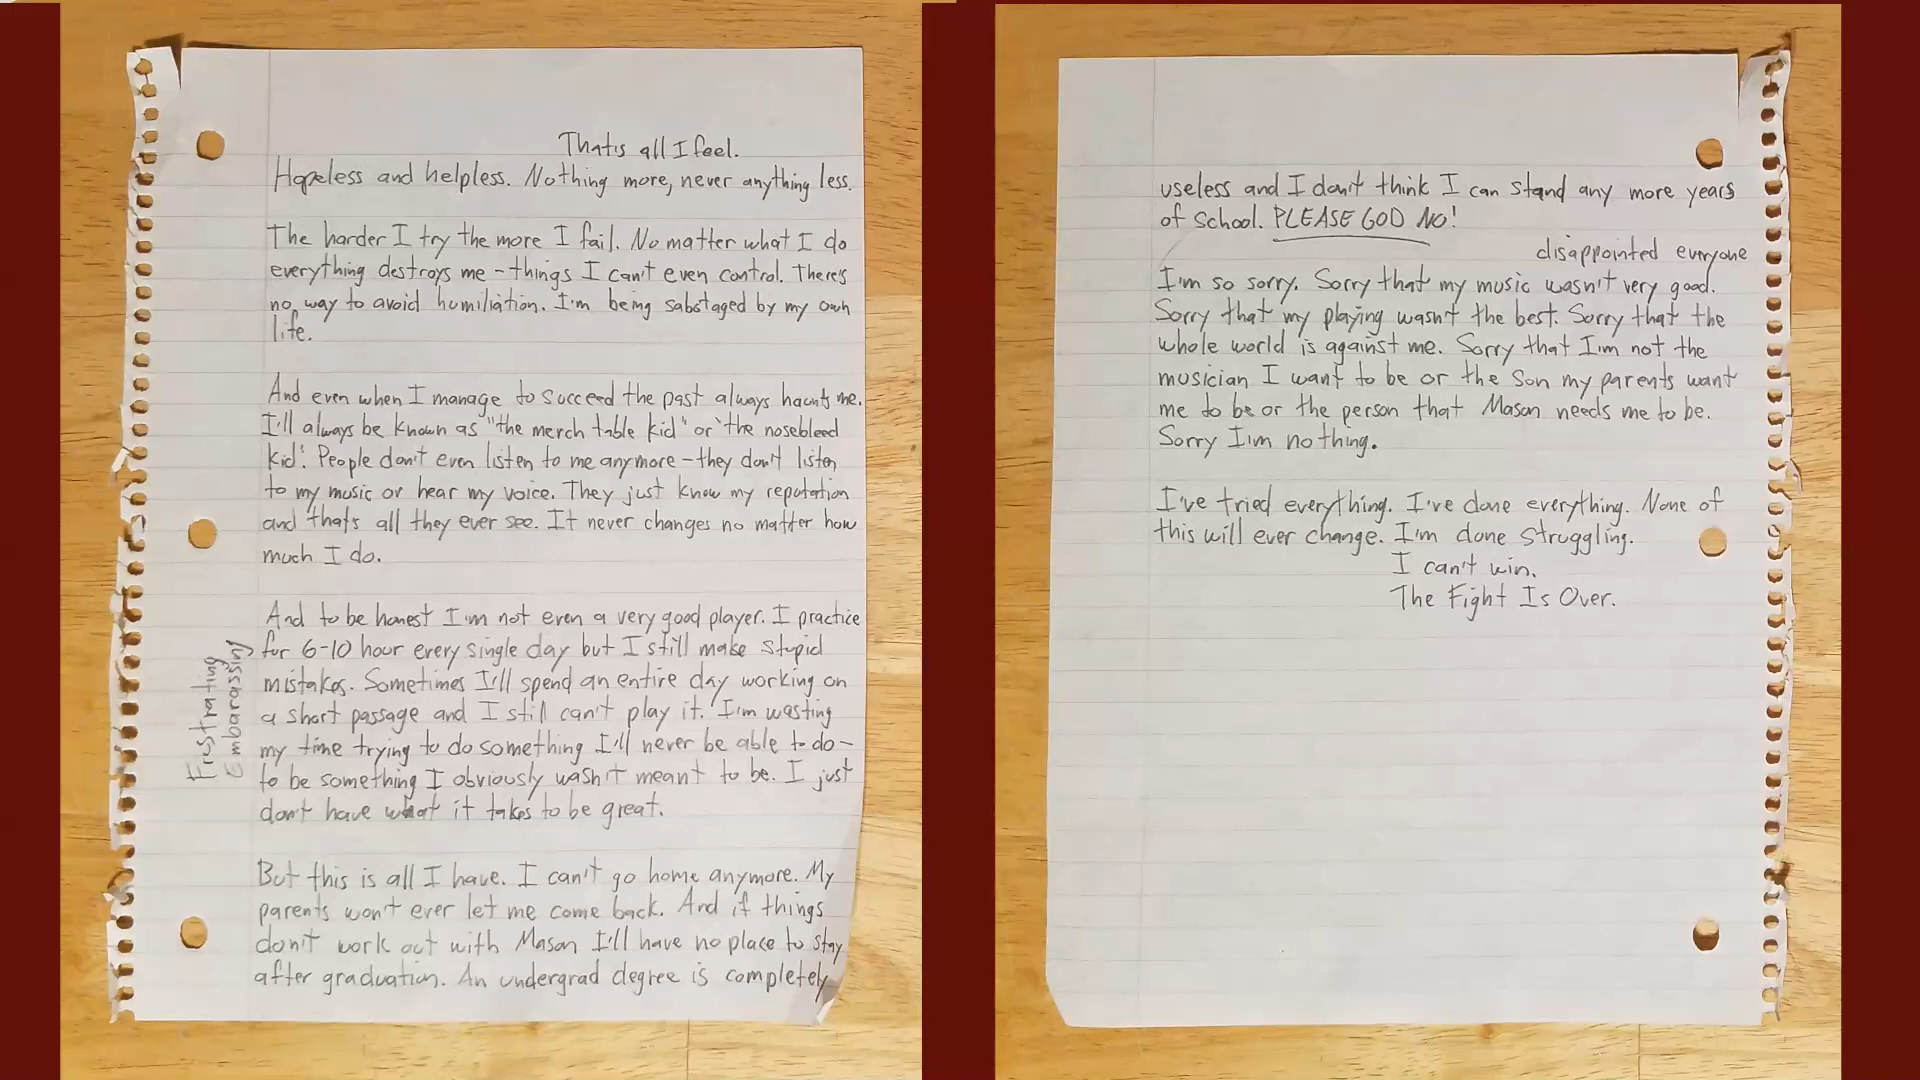 That's all I feel.
Hopeless and helpless. Nothing more, never anything less.
The harder I try the more I fail. No matter what I do
everything destroys me - things I can't even control. There's
no way to avoid humiliation. I'm being sabstaged by my own
life.
And even when I manage to succeed the past always haunts me.
I'll always be known as "the merch table kid" or "the nosebleed
kid". People don't even listen to me anymore - they don't listen
to my music or hear my voice. They just know my reputation
and that's all they ever see. It never changes no matter how
much I do.
And to be honest I'm not even a very good player. I practice
for 6-10 hour every single day but I still make stupid
mistakes. Sometimes I'll spend an entire day working on
a short passage and I still can't play it. I'm wasting
my time trying to do something I'll never be able to do -
to be something I obviously wasn't meant to be. I just
don't have what it takes to be great.
Frustrating
Embarassing
But this is all I have. I can't go home anymore. My
parents won't ever let me come back. And if things
don't work out with Mason I'll have no place to stay
after graduation. An undergrad degree is completely
useless and I don't think I can stand any more years
of school. PLEASE GOD NO!
disappointed everyone
I'm so sorry. Sorry that my music wasn't very good.
Sorry that my playing wasn't the best. Sorry that the
whole world is against me. Sorry that I'm not the
musician I want to be or the son my parents want
me to be or the person that Mason needs me to be.
Sorry I'm nothing.
I've tried everything. I've done everything. None of
this will ever change. I'm done struggling.
I can't win.
The Fight Is Over.